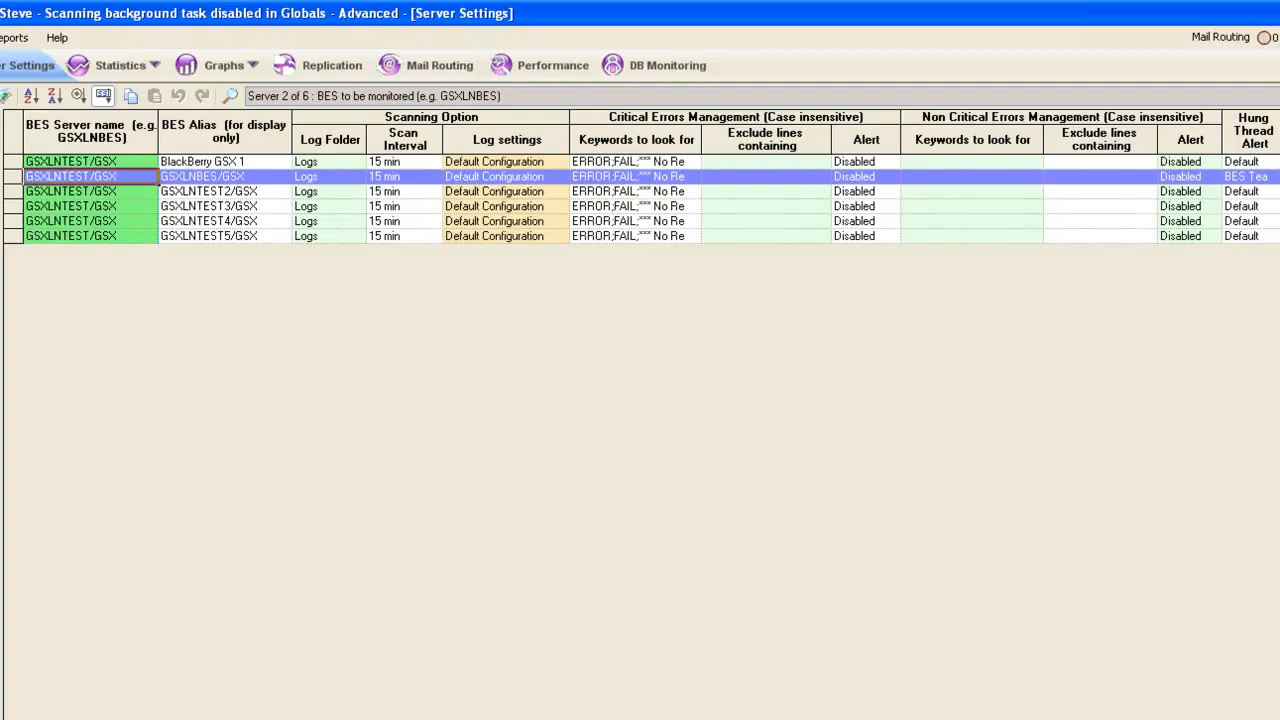 Steve - Scanning background task disabled in Globals - Advanced - [Server Settings]
eports Help Mail Routing 0
er Settings Statistics Graphs Replication Mail Routing Performance DB Monitoring
Server 2 of 6 : BES to be monitored (e.g. GSXLNBES)
BES Server name (e.g. GSXLNBES) BES Alias (for display only) Scanning Option Critical Errors Management (Case insensitive) Non Critical Errors Management (Case insensitive) Hung Thread Alert
Log Folder Scan Interval Log settings Keywords to look for Exclude lines containing Alert Keywords to look for Exclude lines containing Alert
GSXLNTEST/GSX BlackBerry GSX 1 Logs 15 min Default Configuration ERROR;FAIL;*** No Re Disabled Disabled Default
GSXLNTEST/GSX GSXLNBES/GSX Logs 15 min Default Configuration ERROR;FAIL;*** No Re Disabled Disabled BES Tea
GSXLNTEST/GSX GSXLNTEST2/GSX Logs 15 min Default Configuration ERROR;FAIL;*** No Re Disabled Disabled Default
GSXLNTEST/GSX GSXLNTEST3/GSX Logs 15 min Default Configuration ERROR;FAIL;*** No Re Disabled Disabled Default
GSXLNTEST/GSX GSXLNTEST4/GSX Logs 15 min Default Configuration ERROR;FAIL;*** No Re Disabled Disabled Default
GSXLNTEST/GSX GSXLNTEST5/GSX Logs 15 min Default Configuration ERROR;FAIL;*** No Re Disabled Disabled Default